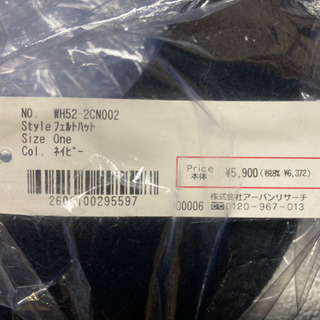 NO. WH52-2CN002
Style ﾌｪﾙﾄﾊｯﾄ
Size One
Col. ﾈｲﾋﾞｰ
Price
本体 ¥5,900(税8% ¥6,372)
00006
株式会社アーバンリサーチ
0120-967-013